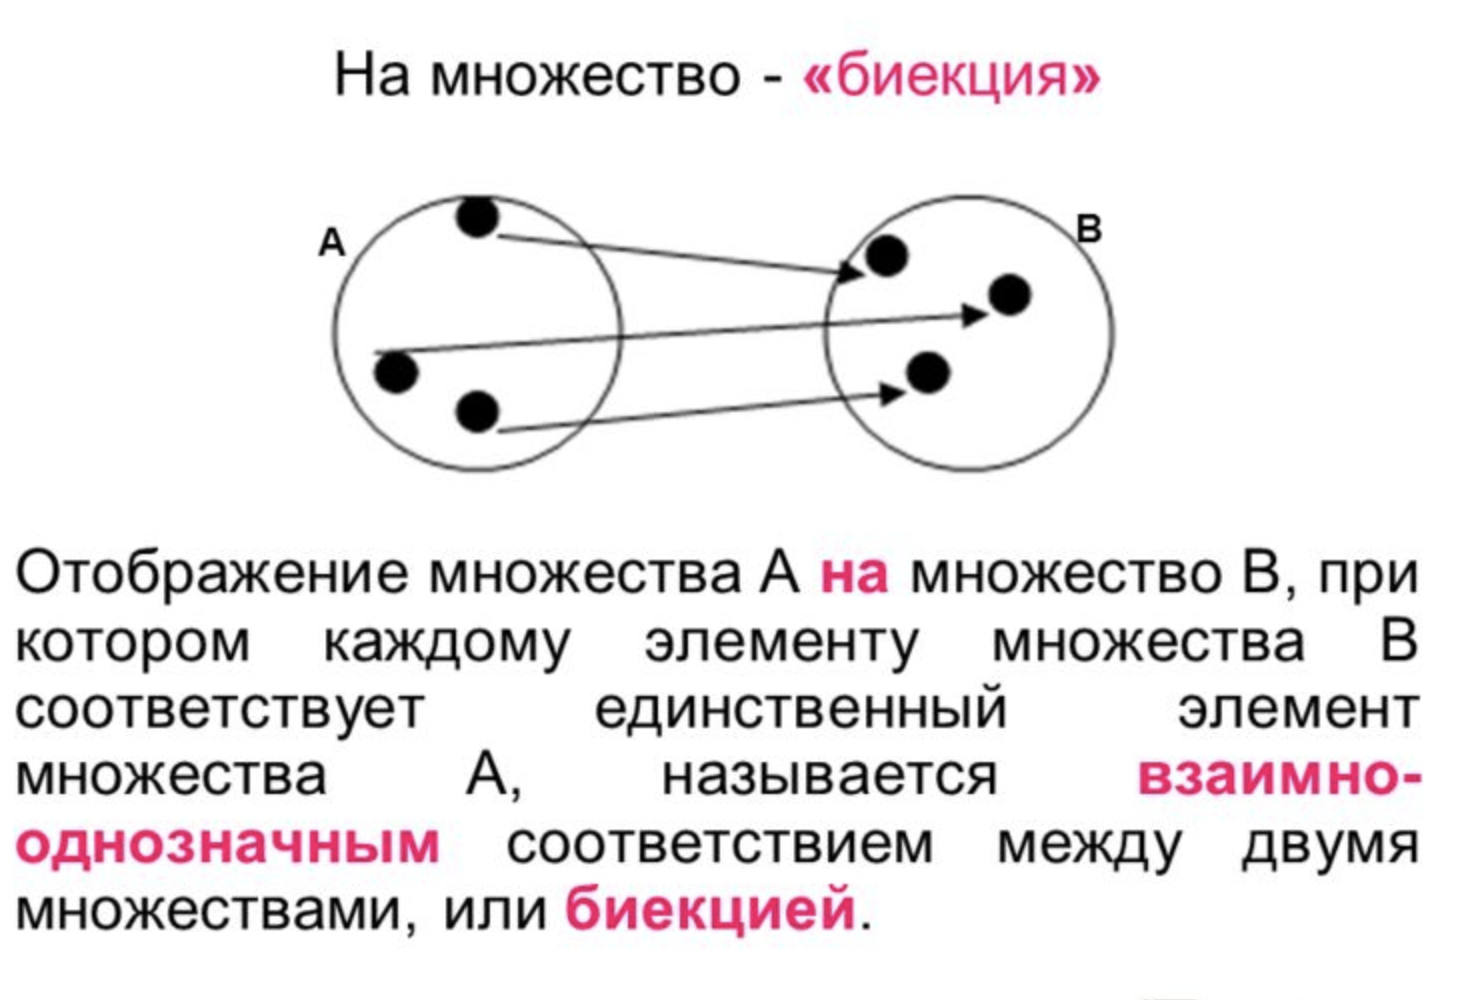 На множество - «биекция»
А
В
Отображение множества А на множество В, при
котором каждому элементу множества В
соответствует единственный элемент
множества А, называется взаимно-
однозначным соответствием между двумя
множествами, или биекцией.